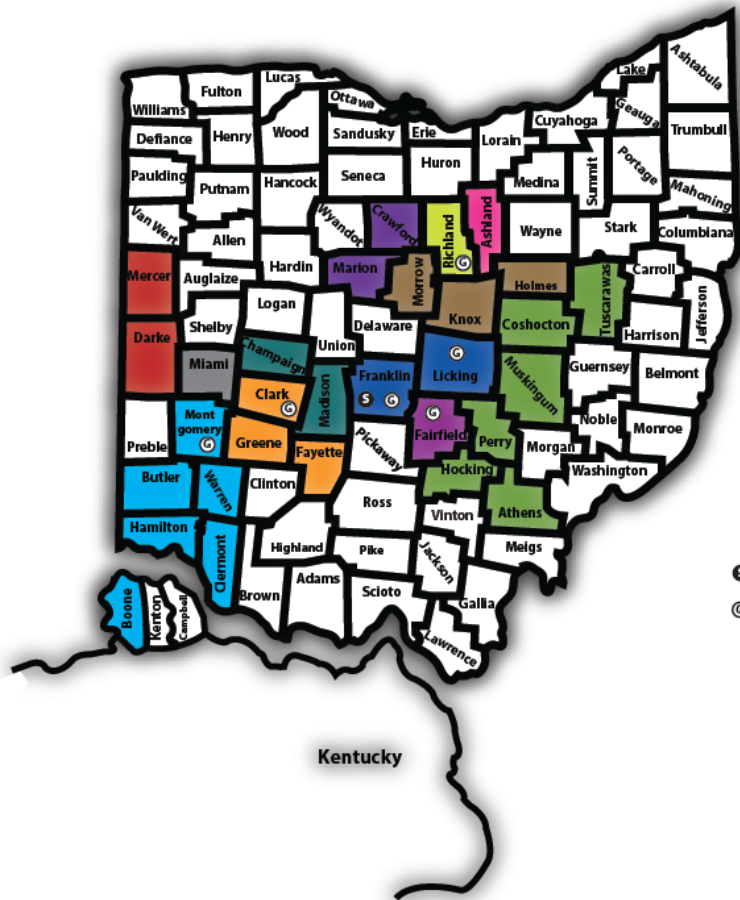 Ashtabula
Lake
Lucas
Fulton
Ottawa
Geauga
Williams
Cuyahoga
Erie
Sandusky
Wood
Henry
Defiance
Lorain
Trumbull
Huron
Portage
Summit
Seneca
Paulding
Putnam
Hancock
Medina
Mahoning
Van Wert
Wyandot
Crawford
Richland
G
Ashland
Wayne
Stark
Columbiana
Allen
Hardin
Marion
Morrow
Mercer
Auglaize
Holmes
Tuscarawas
Carroll
Jefferson
Logan
Knox
Coshocton
Harrison
Shelby
Union
Delaware
Darke
Miami
Champaign
Madison
Franklin
S G
Licking
G
Muskingum
Guernsey
Belmont
Clark
G
Mont
gomery
G
Greene
Fayette
Pickaway
Fairfield
G
Perry
Morgan
Noble
Monroe
Preble
Washington
Butler
Warren
Clinton
Ross
Hocking
Vinton
Athens
Hamilton
Clermont
Highland
Pike
Jackson
Meigs
Brown
Adams
Scioto
Gallia
Lawrence
Boone
Kenton
Campbell
Kentucky